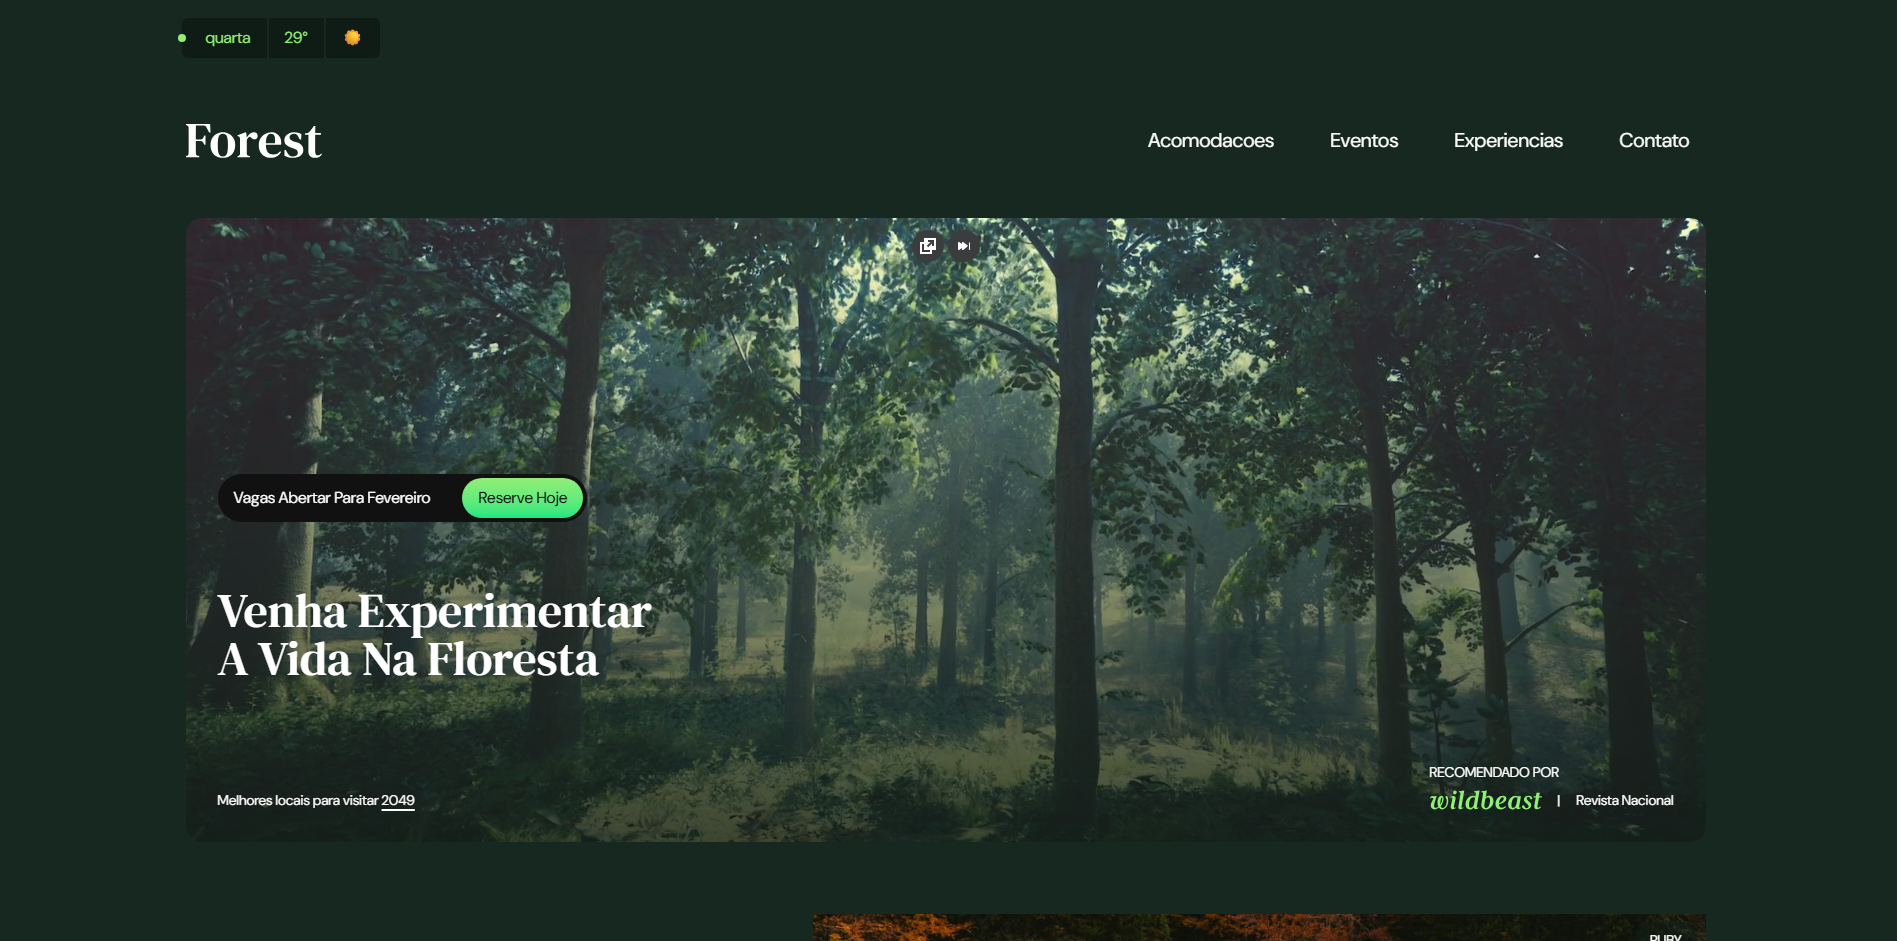 quarta
29°
Forest
Acomodacoes
Eventos
Experiencias
Contato
Vagas Abertar Para Fevereiro
Reserve Hoje
Venha Experimentar
A Vida Na Floresta
Melhores locais para visitar 2049
RECOMENDADO POR
wildbeast | Revista Nacional